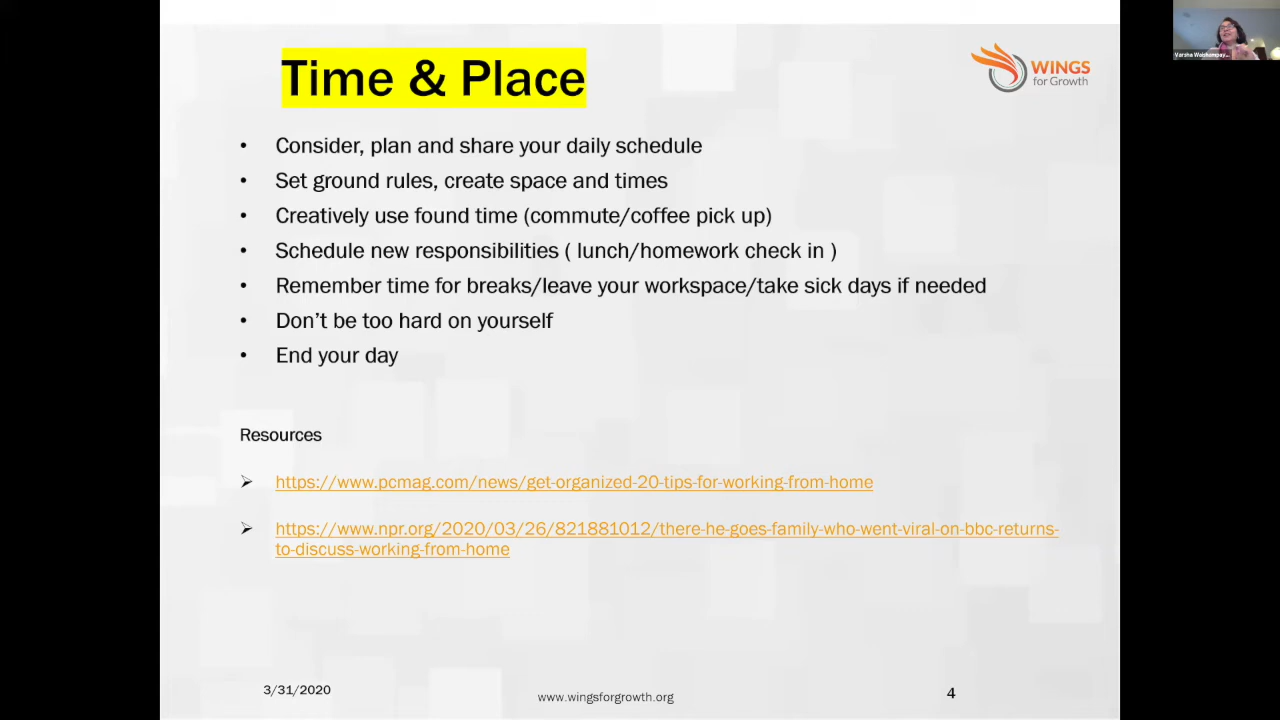 Time & Place
WINGS
for Growth
• Consider, plan and share your daily schedule
• Set ground rules, create space and times
• Creatively use found time (commute/coffee pick up)
• Schedule new responsibilities ( lunch/homework check in )
• Remember time for breaks/leave your workspace/take sick days if needed
• Don’t be too hard on yourself
• End your day
Resources
➢ https://www.pcmag.com/news/get-organized-20-tips-for-working-from-home
➢ https://www.npr.org/2020/03/26/821881012/there-he-goes-family-who-went-viral-on-bbc-returns-
to-discuss-working-from-home
3/31/2020
www.wingsforgrowth.org
4